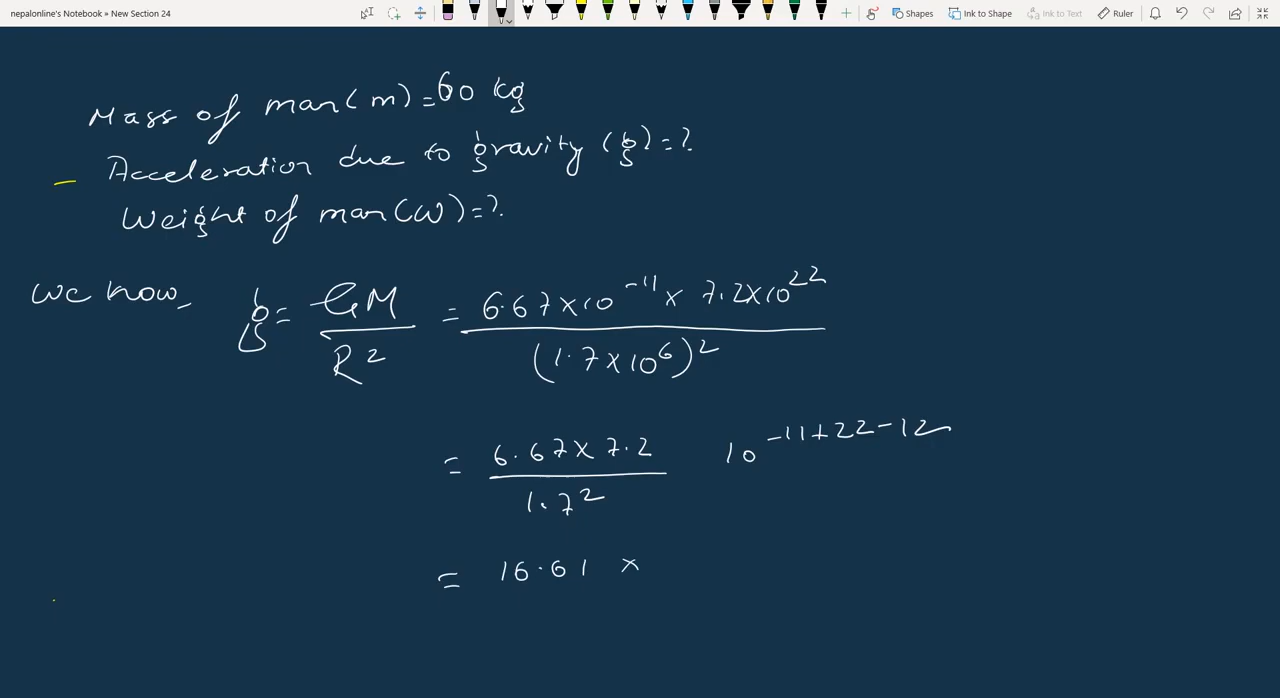 nepalonline's Notebook » New Section 24
Shapes Ink to Shape Ink to Text Ruler
Mass of man(m)=60 kg
Acceleration due to gravity (g)=?
Weight of man(W)=?
We know, g= GM/R² = 6.67×10⁻¹¹× 7.2×10²²/(1.7×10⁶)²
= 6.67×7.2/1.7² 10⁻¹¹⁺²²⁻¹²
= 16.61 ×